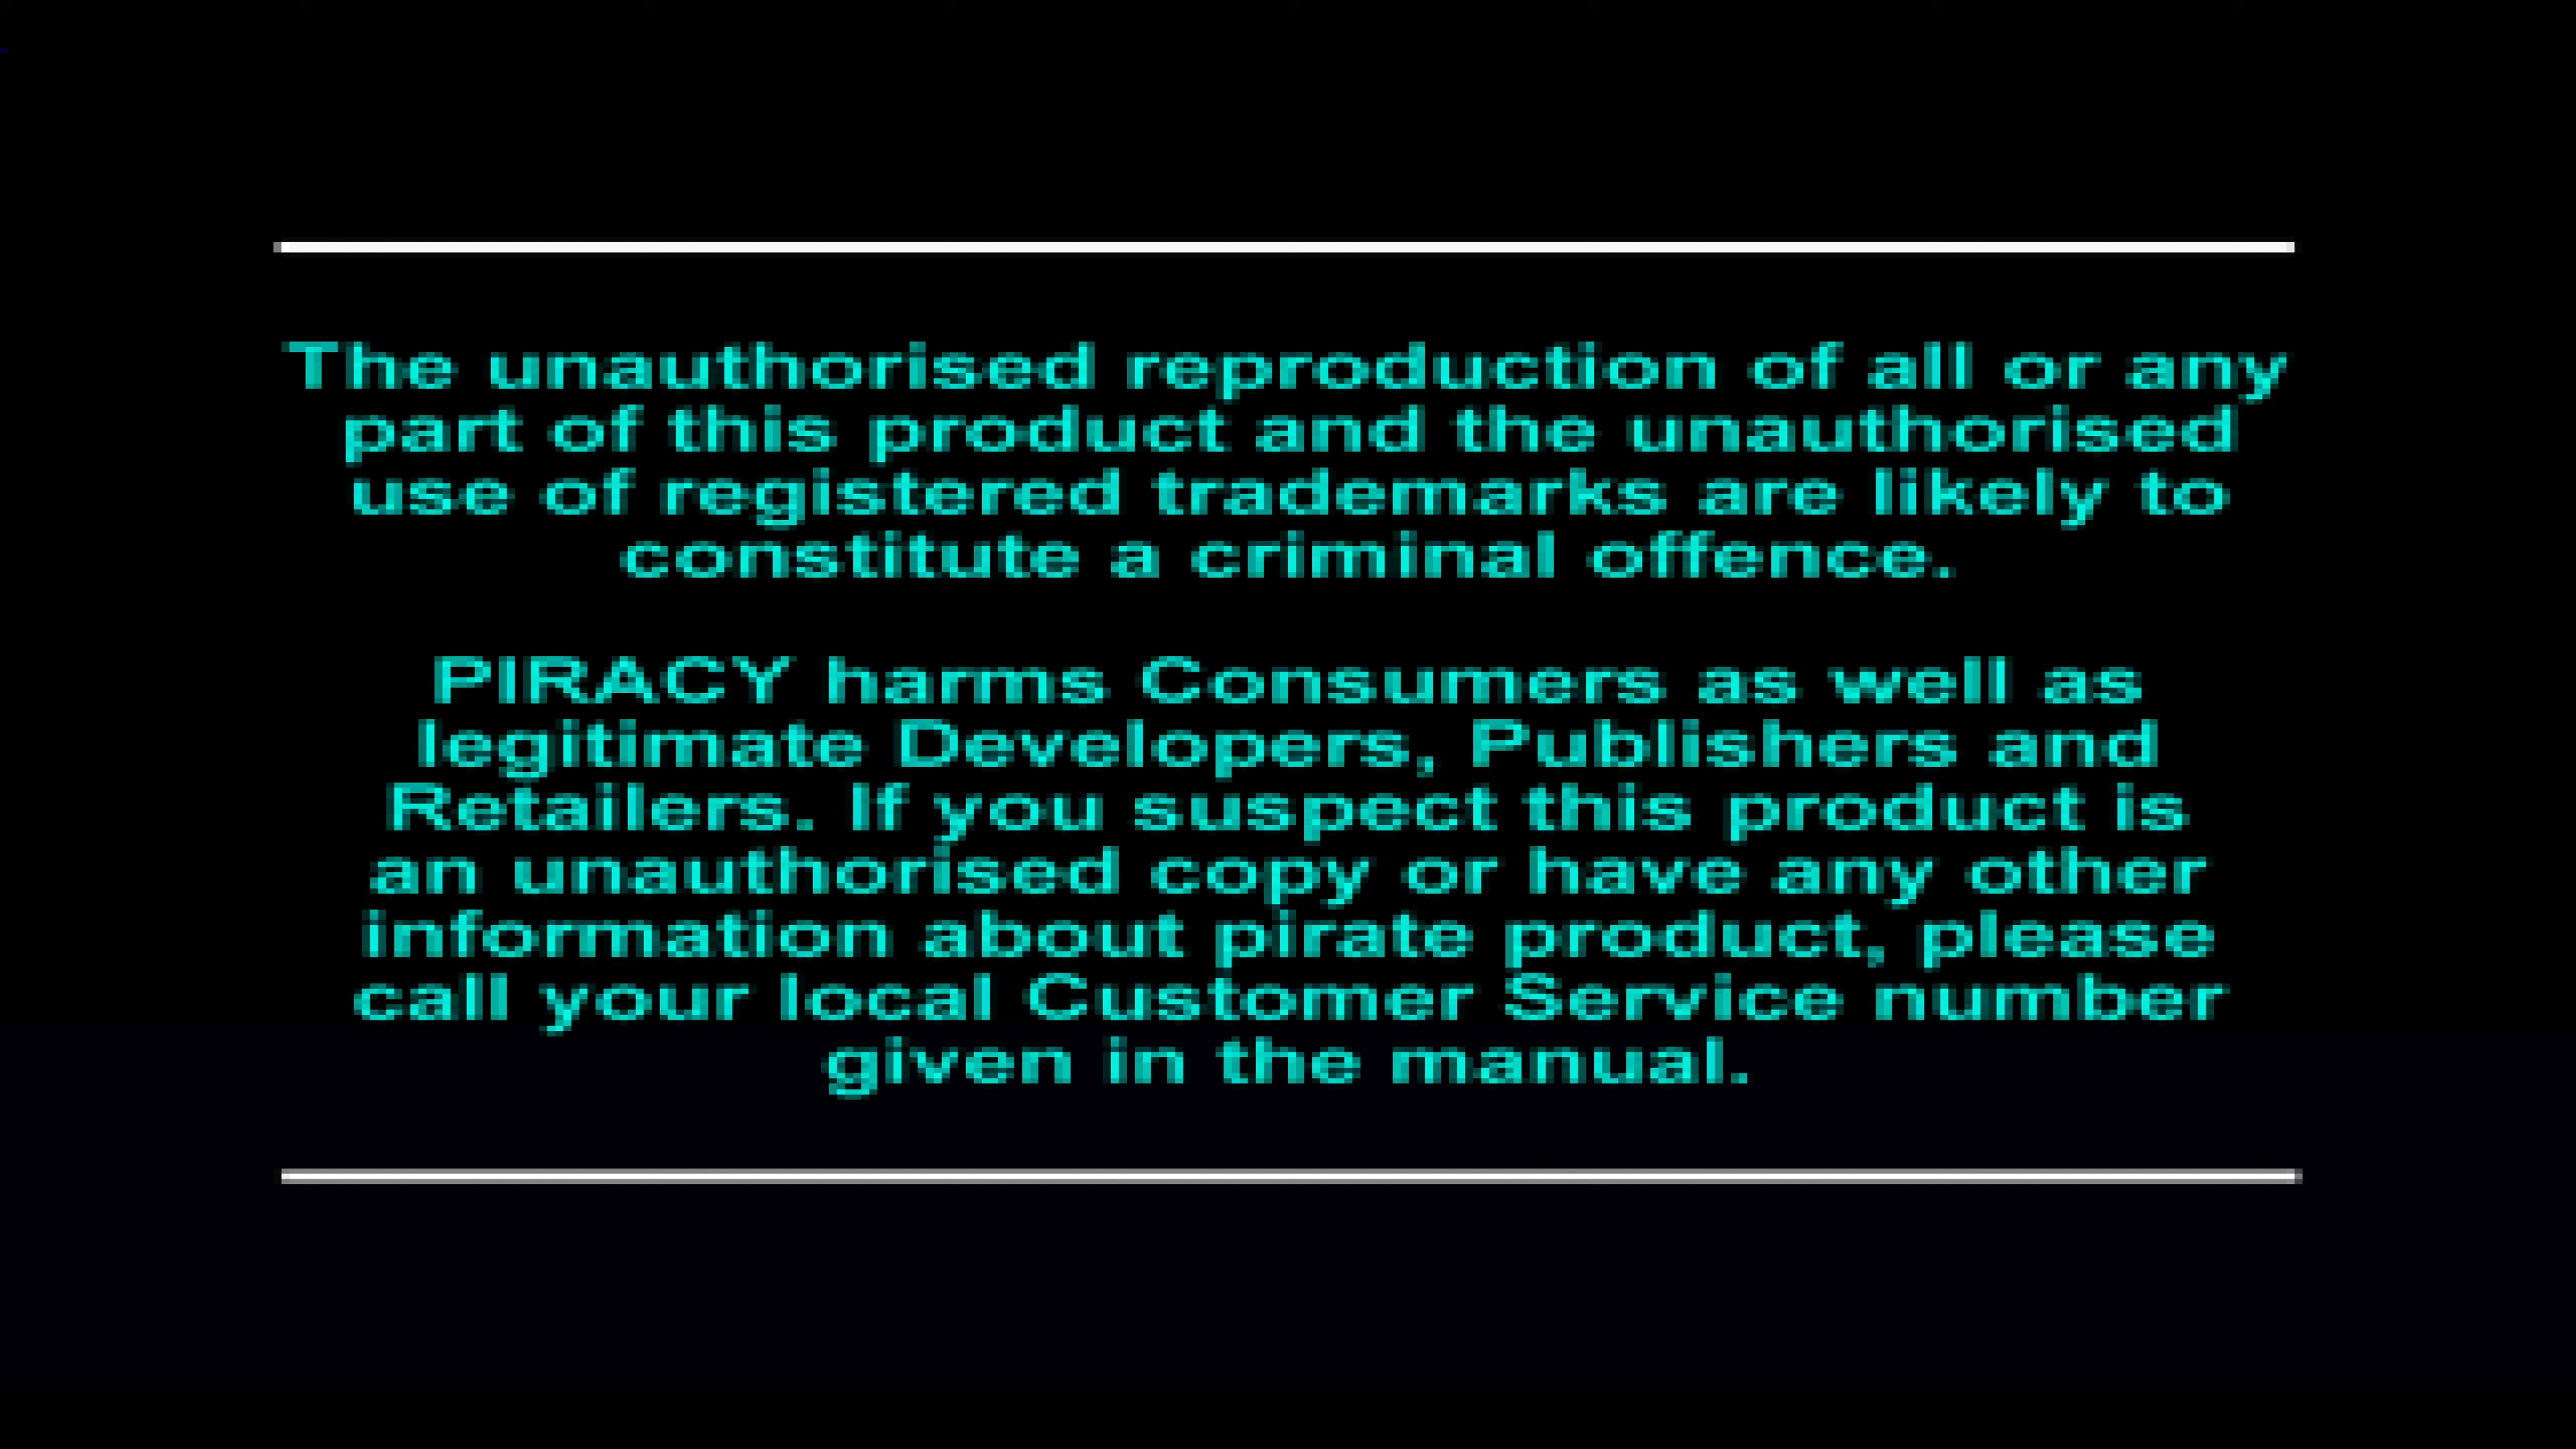 The unauthorised reproduction of all or any
part of this product and the unauthorised
use of registered trademarks are likely to
constitute a criminal offence.
PIRACY harms Consumers as well as
legitimate Developers, Publishers and
Retailers. If you suspect this product is
an unauthorised copy or have any other
information about pirate product, please
call your local Customer Service number
given in the manual.